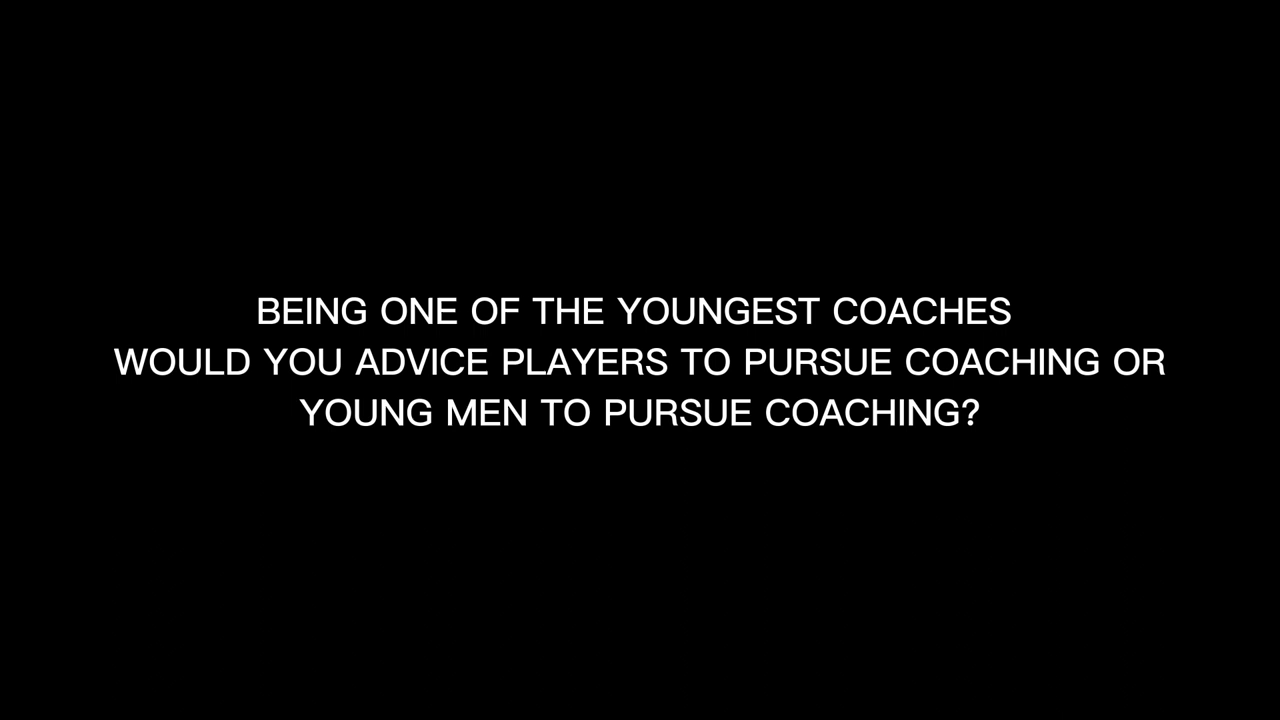 BEING ONE OF THE YOUNGEST COACHES
WOULD YOU ADVICE PLAYERS TO PURSUE COACHING OR
YOUNG MEN TO PURSUE COACHING?